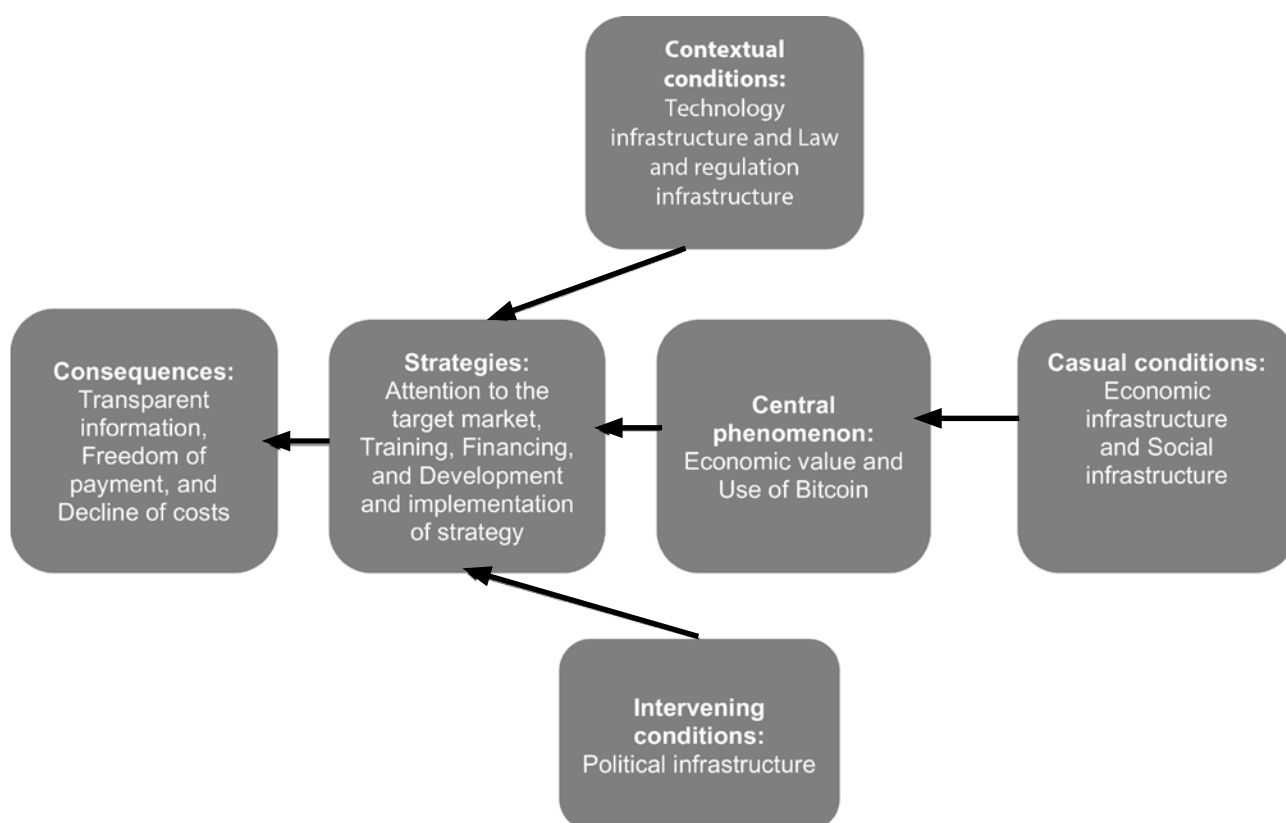 Contextual
conditions:
Technology
infrastructure and Law
and regulation
infrastructure
Consequences:
Transparent
information,
Freedom of
payment, and
Decline of costs
Strategies:
Attention to the
target market,
Training, Financing,
and Development
and implementation
of strategy
Central
phenomenon:
Economic value and
Use of Bitcoin
Casual conditions:
Economic
infrastructure
and Social
infrastructure
Intervening
conditions:
Political infrastructure